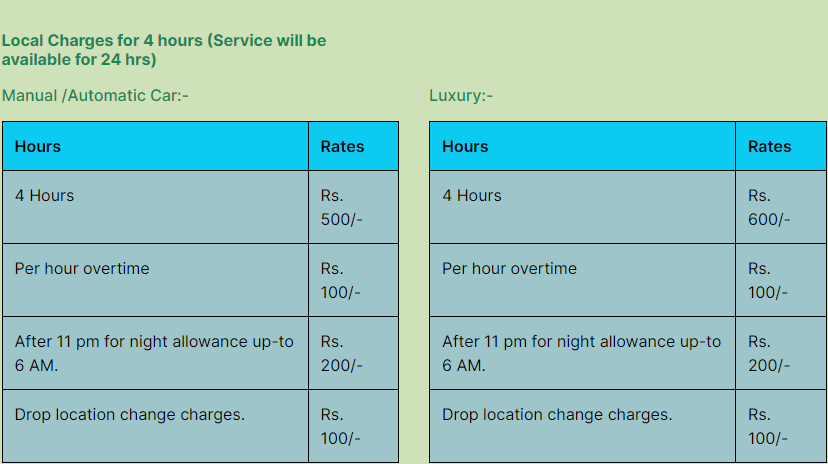 Local Charges for 4 hours (Service will be
available for 24 hrs)
Manual /Automatic Car:-
Hours Rates
4 Hours Rs.
500/-
Per hour overtime Rs.
100/-
After 11 pm for night allowance up-to Rs.
6 AM. 200/-
Drop location change charges. Rs.
100/-
Luxury:-
Hours Rates
4 Hours Rs.
600/-
Per hour overtime Rs.
100/-
After 11 pm for night allowance up-to Rs.
6 AM. 200/-
Drop location change charges. Rs.
100/-